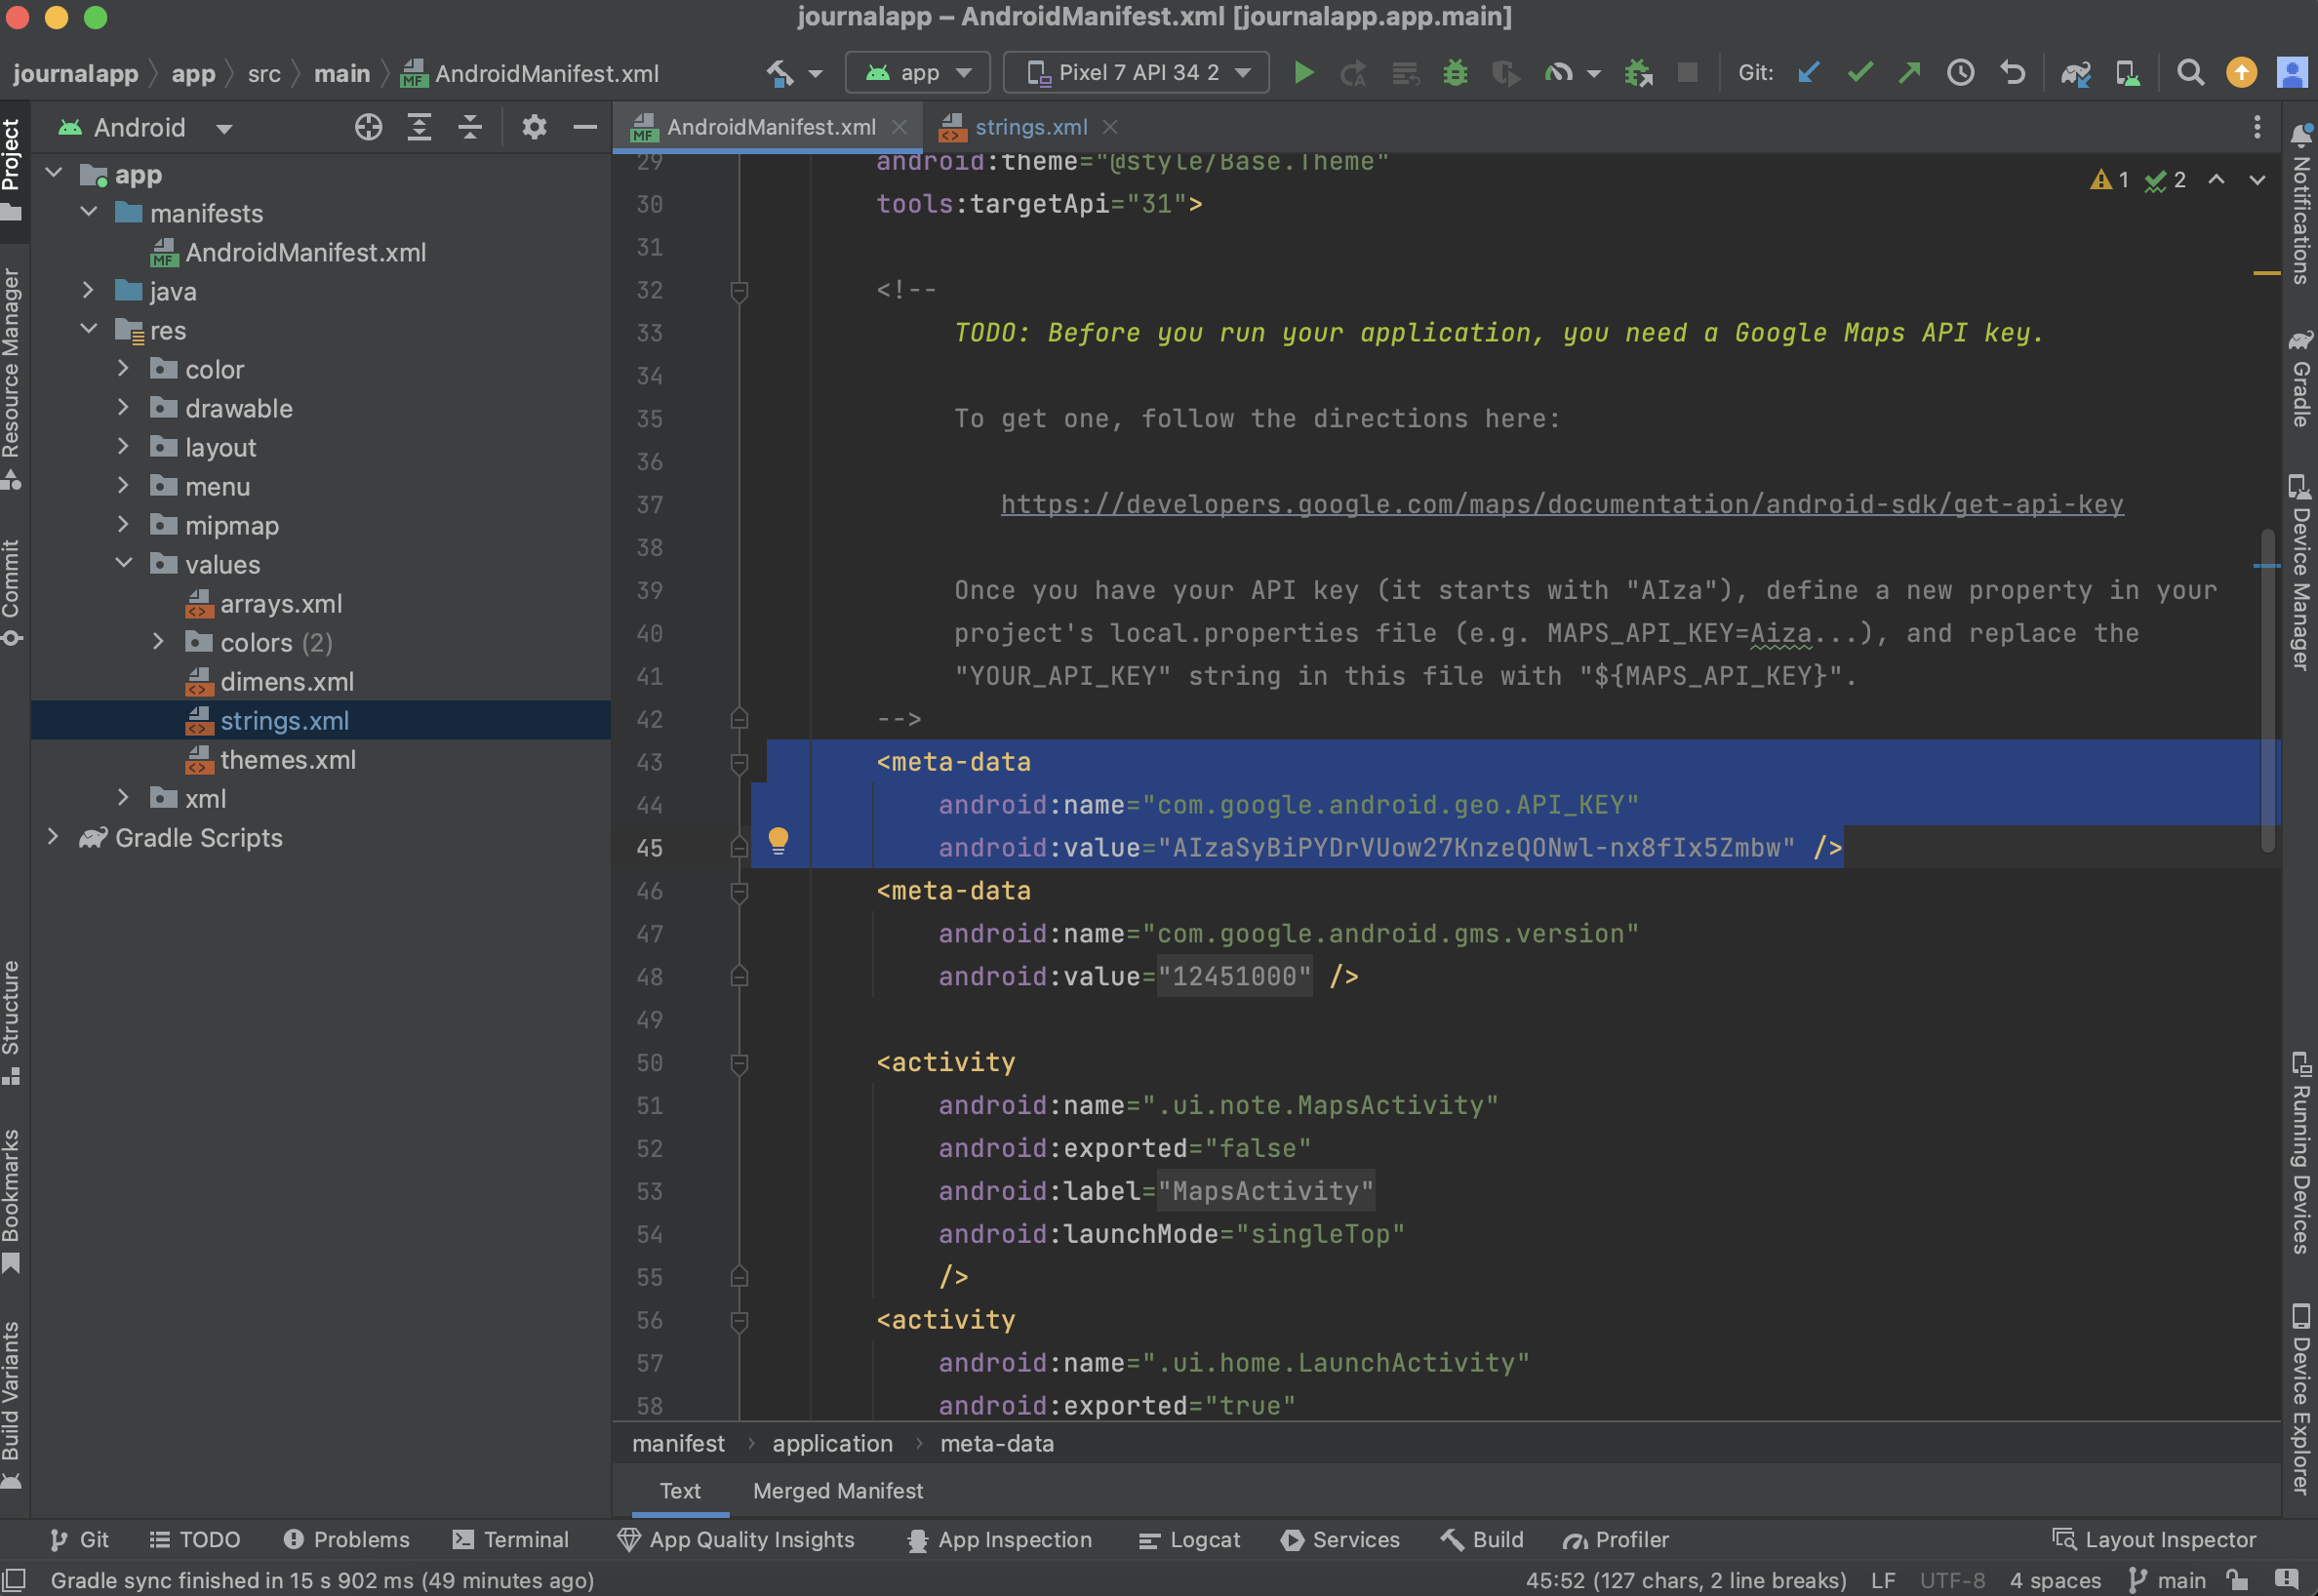 journalapp – AndroidManifest.xml [journalapp.app.main]
journalapp app src main AndroidManifest.xml app Pixel 7 API 34 2 Git:
Project
Resource Manager
Commit
Structure
Bookmarks
Build Variants
Android
app
manifests
AndroidManifest.xml
java
res
color
drawable
layout
menu
mipmap
values
arrays.xml
colors (2)
dimens.xml
strings.xml
themes.xml
xml
Gradle Scripts
AndroidManifest.xml strings.xml
1 2
29 android:theme="@style/Base.Theme"
30 tools:targetApi="31">
31
32 <!--
33 TODO: Before you run your application, you need a Google Maps API key.
34
35 To get one, follow the directions here:
36
37 https://developers.google.com/maps/documentation/android-sdk/get-api-key
38
39 Once you have your API key (it starts with "AIza"), define a new property in your
40 project's local.properties file (e.g. MAPS_API_KEY=Aiza...), and replace the
41 "YOUR_API_KEY" string in this file with "${MAPS_API_KEY}".
42 -->
43 <meta-data
44 android:name="com.google.android.geo.API_KEY"
45 android:value="AIzaSyBiPYDrVUow27KnzeQONwl-nx8fIx5Zmbw" />
46 <meta-data
47 android:name="com.google.android.gms.version"
48 android:value="12451000" />
49
50 <activity
51 android:name=".ui.note.MapsActivity"
52 android:exported="false"
53 android:label="MapsActivity"
54 android:launchMode="singleTop"
55 />
56 <activity
57 android:name=".ui.home.LaunchActivity"
58 android:exported="true"
manifest application meta-data
Text Merged Manifest
Notifications
Gradle
Device Manager
Running Devices
Device Explorer
Git TODO Problems Terminal App Quality Insights App Inspection Logcat Services Build Profiler Layout Inspector
Gradle sync finished in 15 s 902 ms (49 minutes ago) 45:52 (127 chars, 2 line breaks) LF UTF-8 4 spaces main